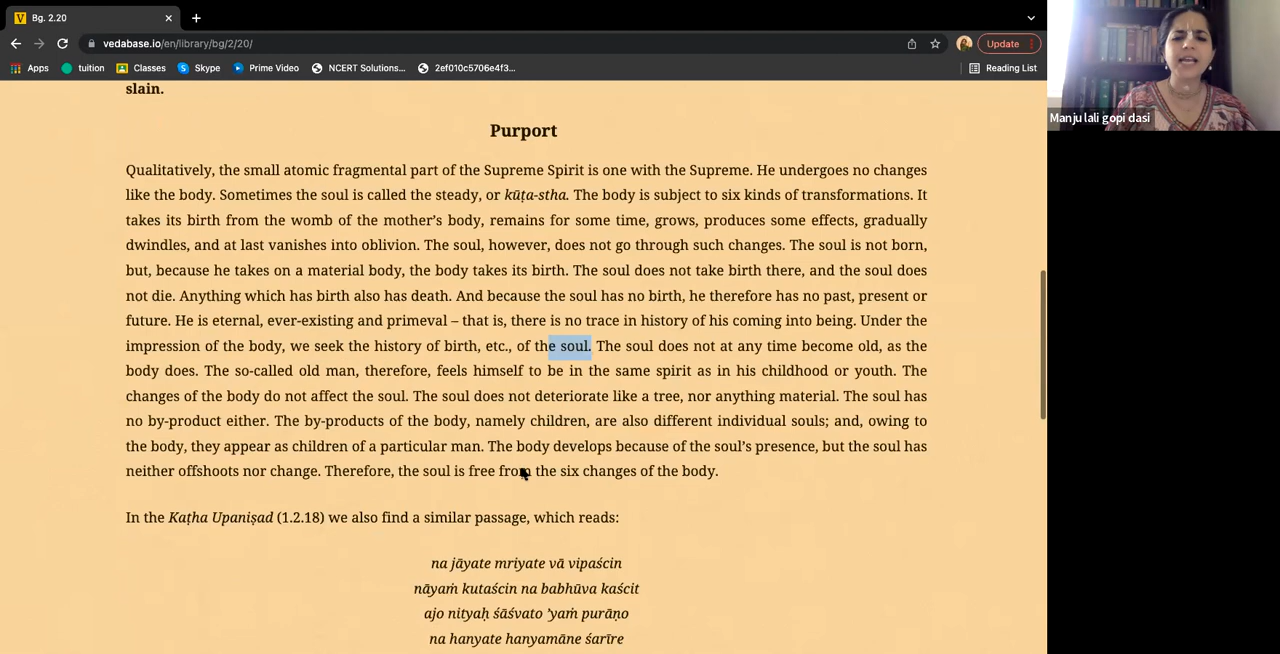 Bg. 2.20
vedabase.io/en/library/bg/2/20/
Update
Apps
tuition
Classes
Skype
Prime Video
NCERT Solutions...
2ef010c5706e4f3...
Reading List
Manju lali gopi dasi
slain.
Purport
Qualitatively, the small atomic fragmental part of the Supreme Spirit is one with the Supreme. He undergoes no changes
like the body. Sometimes the soul is called the steady, or kūṭa-stha. The body is subject to six kinds of transformations. It
takes its birth from the womb of the mother’s body, remains for some time, grows, produces some effects, gradually
dwindles, and at last vanishes into oblivion. The soul, however, does not go through such changes. The soul is not born,
but, because he takes on a material body, the body takes its birth. The soul does not take birth there, and the soul does
not die. Anything which has birth also has death. And because the soul has no birth, he therefore has no past, present or
future. He is eternal, ever-existing and primeval – that is, there is no trace in history of his coming into being. Under the
impression of the body, we seek the history of birth, etc., of the soul. The soul does not at any time become old, as the
body does. The so-called old man, therefore, feels himself to be in the same spirit as in his childhood or youth. The
changes of the body do not affect the soul. The soul does not deteriorate like a tree, nor anything material. The soul has
no by-product either. The by-products of the body, namely children, are also different individual souls; and, owing to
the body, they appear as children of a particular man. The body develops because of the soul’s presence, but the soul has
neither offshoots nor change. Therefore, the soul is free from the six changes of the body.
In the Kaṭha Upaniṣad (1.2.18) we also find a similar passage, which reads:
na jāyate mriyate vā vipaścin
nāyaṁ kutaścin na babhūva kaścit
ajo nityaḥ śāśvato ’yaṁ purāṇo
na hanyate hanyamāne śarīre